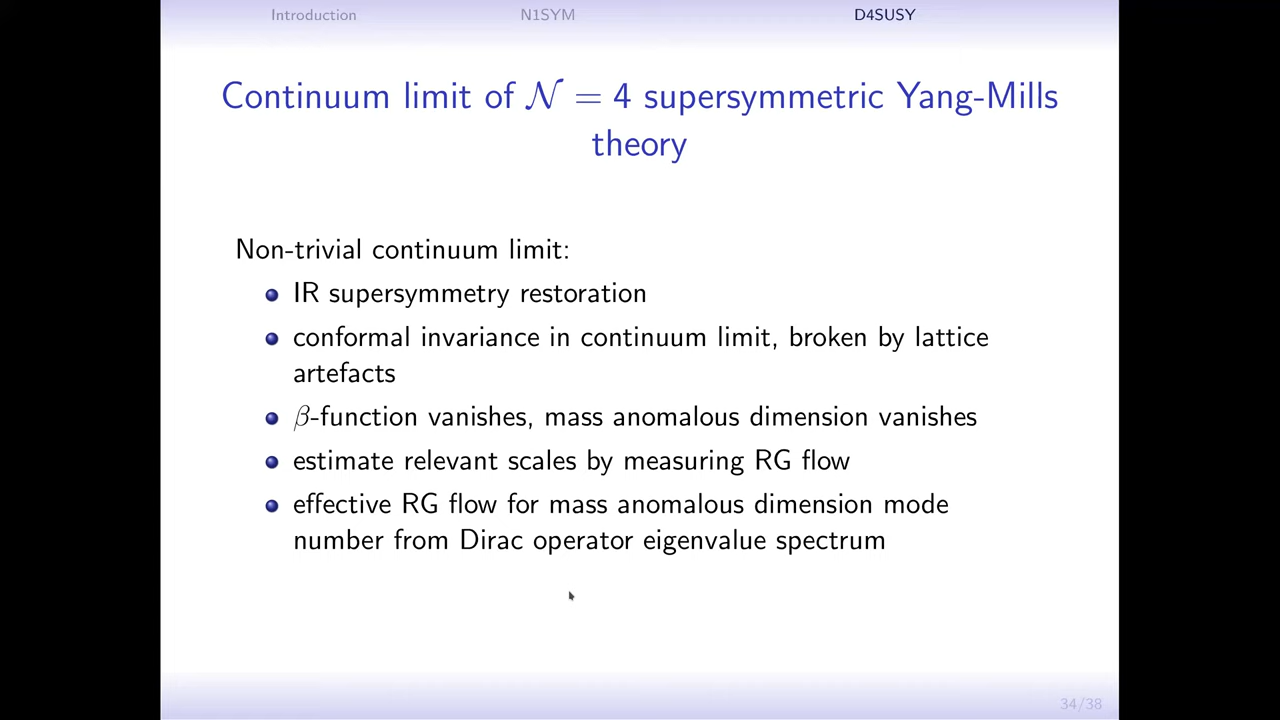 Introduction N1SYM D4SUSY
Continuum limit of 𝒩 = 4 supersymmetric Yang-Mills
theory
Non-trivial continuum limit:
IR supersymmetry restoration
conformal invariance in continuum limit, broken by lattice
artefacts
β-function vanishes, mass anomalous dimension vanishes
estimate relevant scales by measuring RG flow
effective RG flow for mass anomalous dimension mode
number from Dirac operator eigenvalue spectrum
34/38